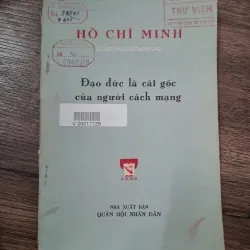 THƯ VIỆN
HỒ CHÍ MINH
Đạo đức là cái gốc
của người cách mạng
V.00017729
NHÀ XUẤT BẢN
QUÂN ĐỘI NHÂN DÂN